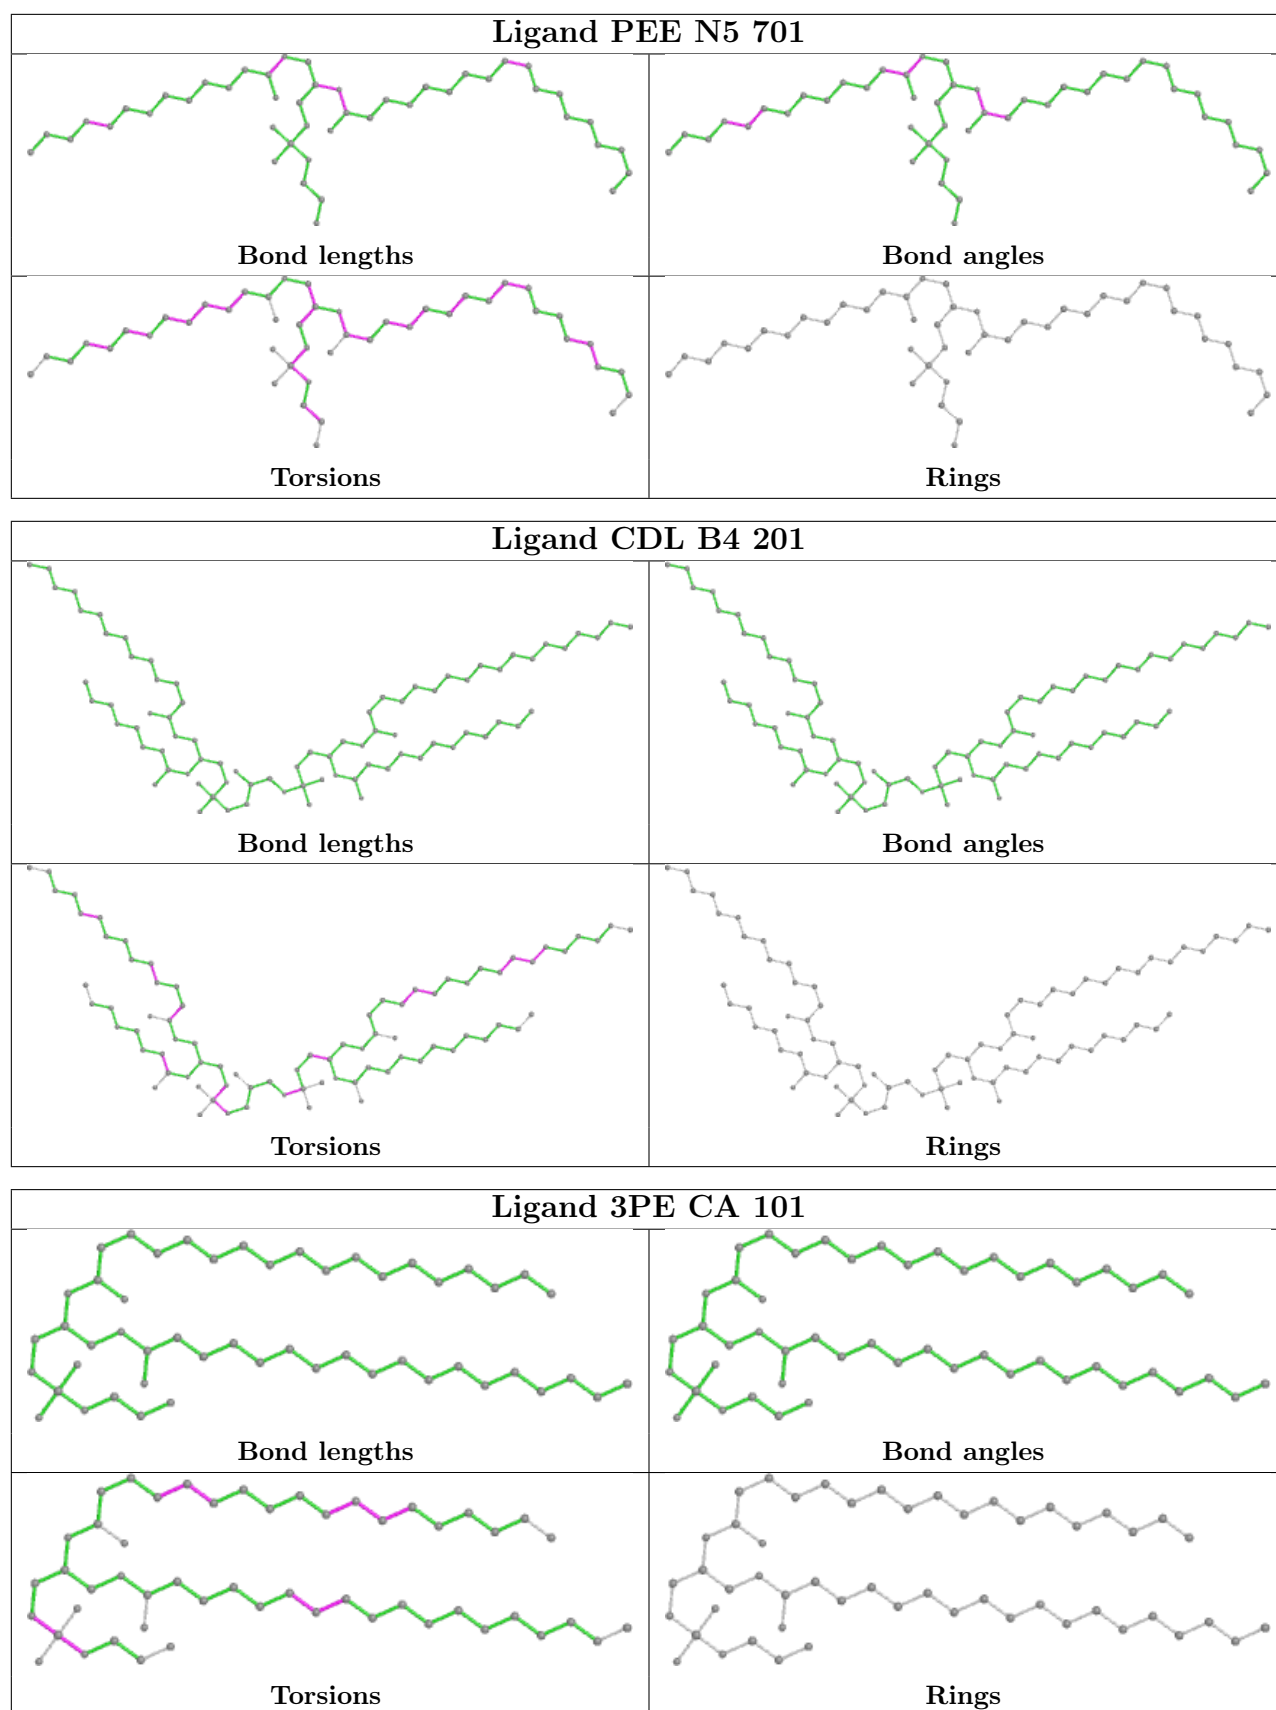 Ligand PEE N5 701
Bond lengths
Bond angles
Torsions
Rings
Ligand CDL B4 201
Bond lengths
Bond angles
Torsions
Rings
Ligand 3PE CA 101
Bond lengths
Bond angles
Torsions
Rings